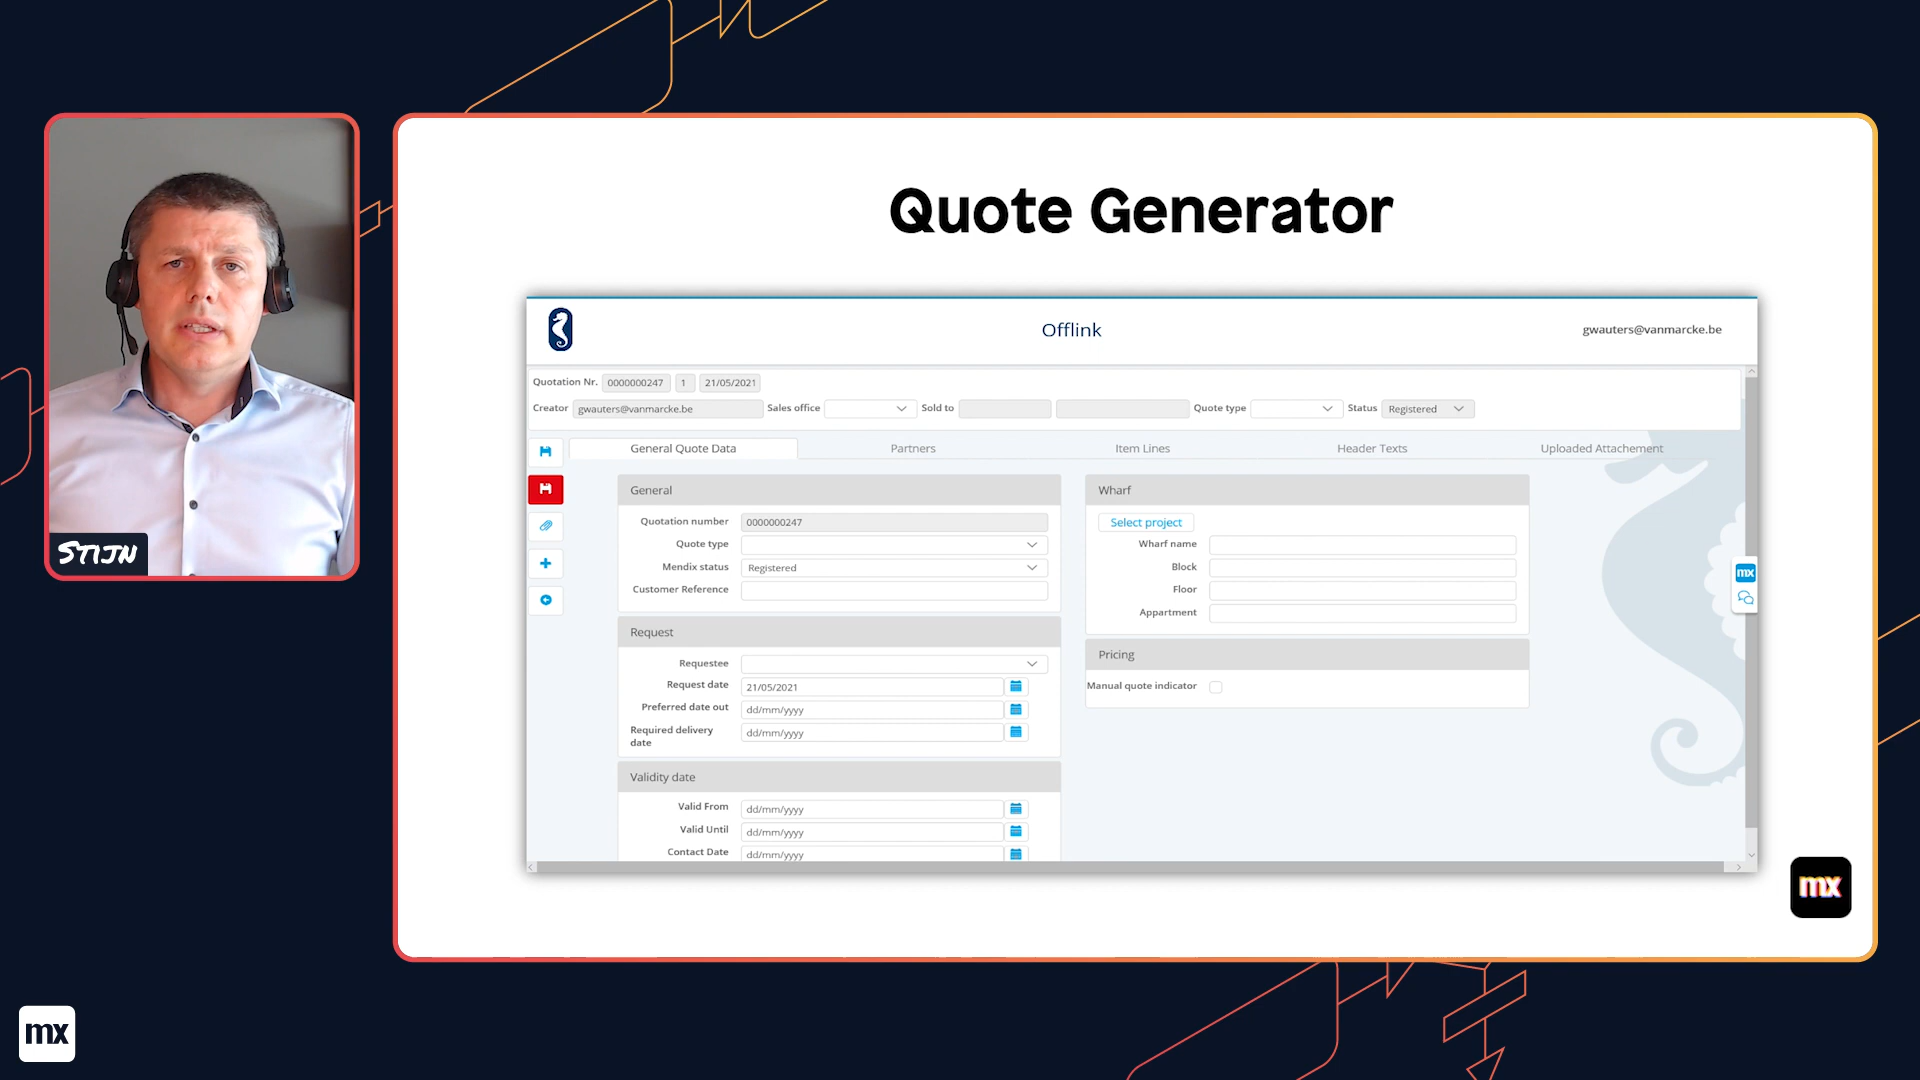 STIJN
Quote Generator
Offlink
gwauters@vanmarcke.be
Quotation Nr. 0000000247 1 21/05/2021
Creator gwauters@vanmarcke.be Sales office Sold to Quote type Status Registered
General Quote Data Partners Item Lines Header Texts Uploaded Attachement
General
Quotation number 0000000247
Quote type
Mendix status Registered
Customer Reference
Request
Requestee
Request date 21/05/2021
Preferred date out dd/mm/yyyy
Required delivery
date dd/mm/yyyy
Validity date
Valid From dd/mm/yyyy
Valid Until dd/mm/yyyy
Contact Date dd/mm/yyyy
Wharf
Select project
Wharf name
Block
Floor
Appartment
Pricing
Manual quote indicator
mx
mx
mx